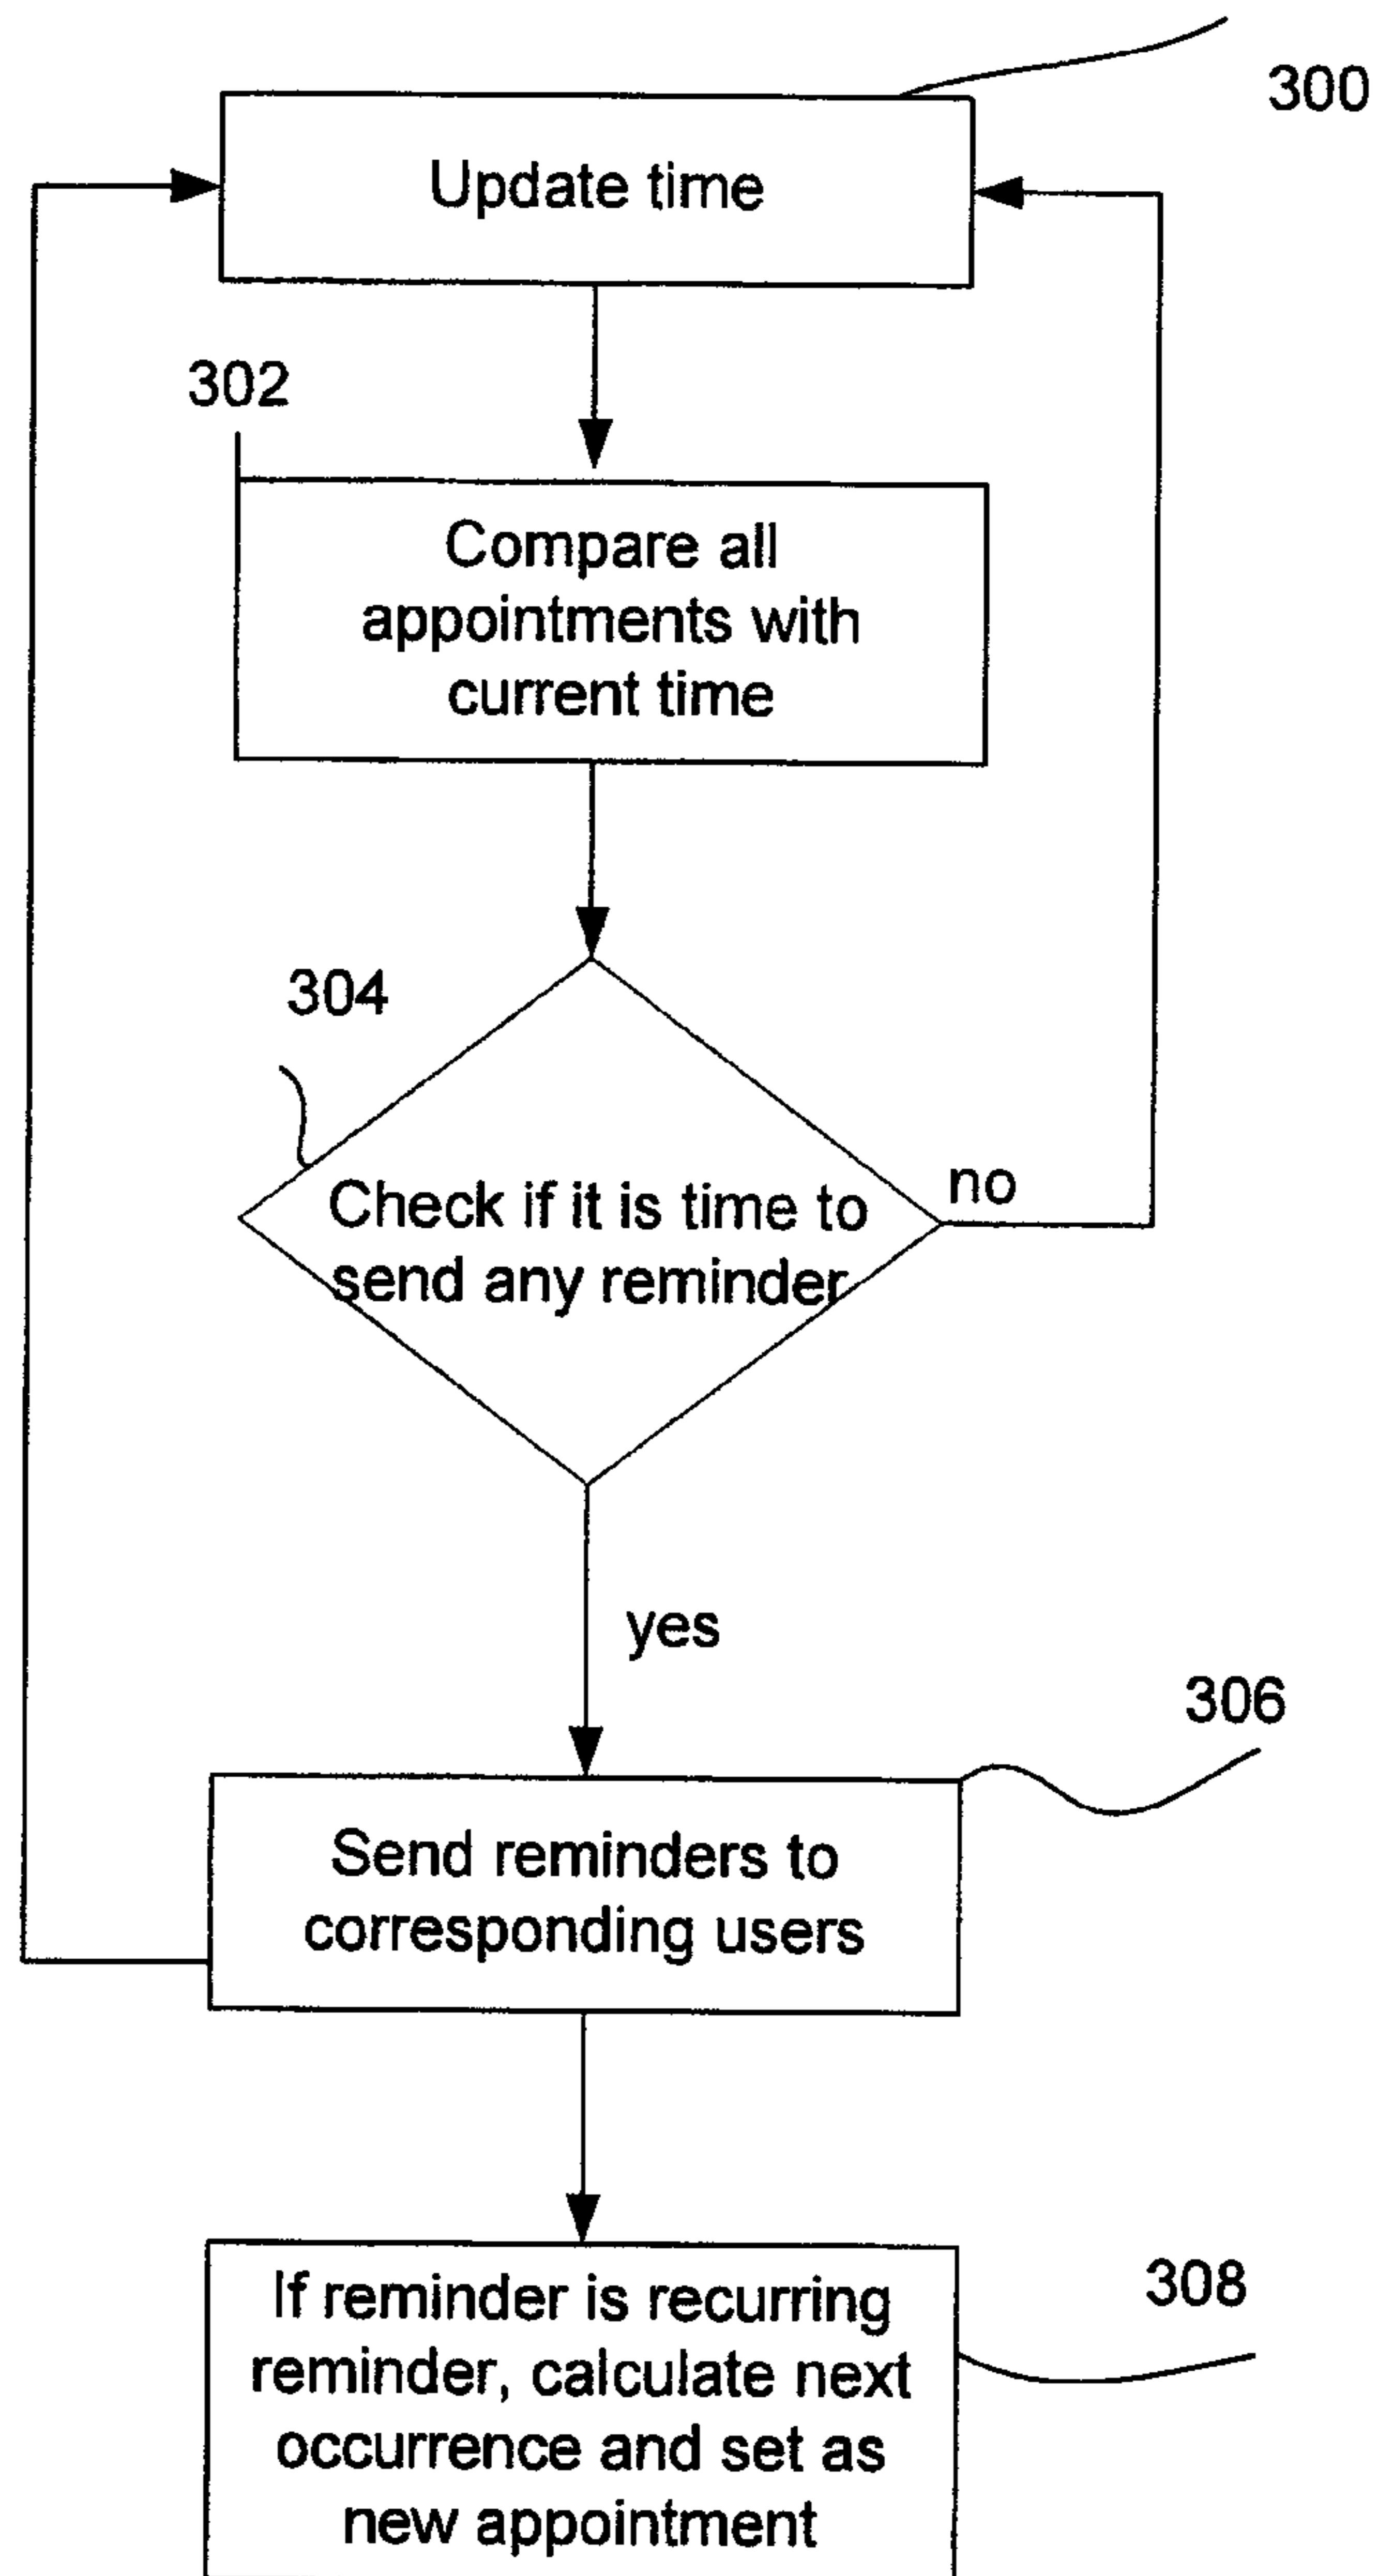 300
Update time
302
Compare all
appointments with
current time
304
no
Check if it is time to
send any reminder
yes
306
Send reminders to
corresponding users
308
If reminder is recurring
reminder, calculate next
occurrence and set as
new appointment